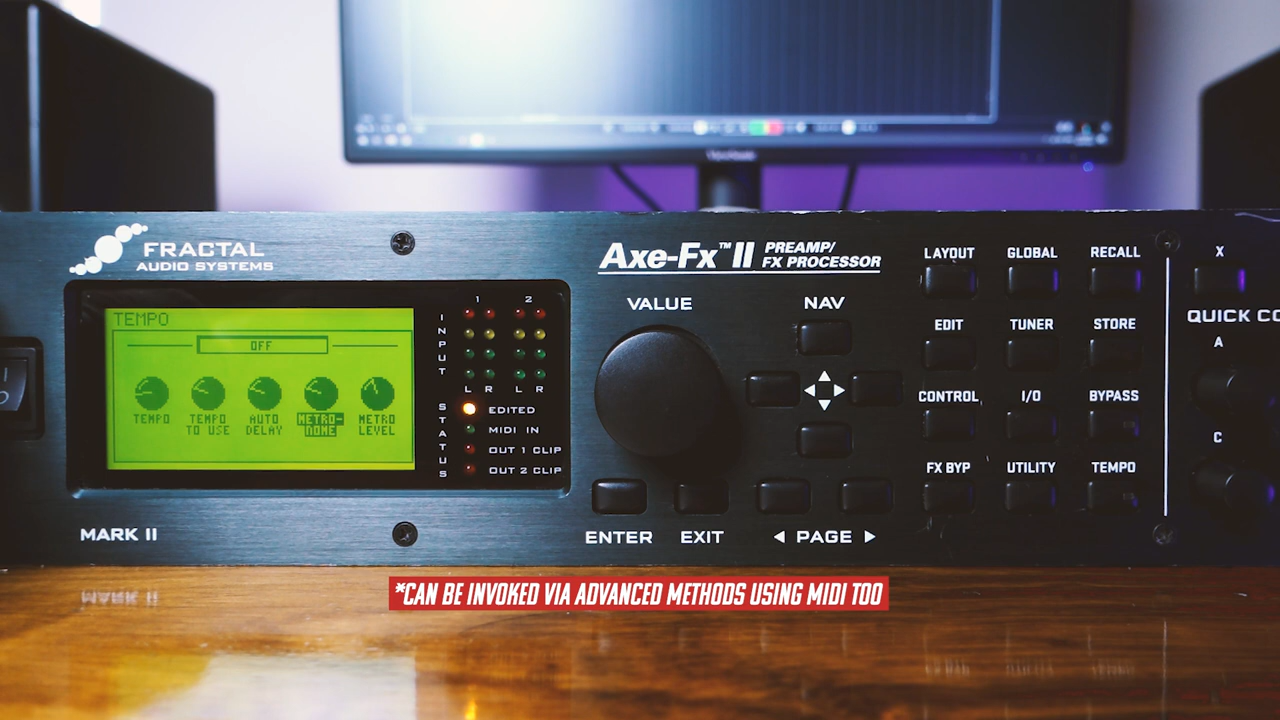 FRACTAL
AUDIO SYSTEMS
Axe-Fx™ II PREAMP/
FX PROCESSOR
TEMPO
OFF
TEMPO
TEMPO
TO USE
AUTO
DELAY
METRO-
NOME
METRO
LEVEL
1 2
INPUT
L R L R
STATUS
EDITED
MIDI IN
OUT 1 CLIP
OUT 2 CLIP
MARK II
VALUE
NAV
ENTER
EXIT
PAGE
LAYOUT GLOBAL RECALL
EDIT TUNER STORE
CONTROL I/O BYPASS
FX BYP UTILITY TEMPO
X
QUICK CO
A
C
*CAN BE INVOKED VIA ADVANCED METHODS USING MIDI TOO